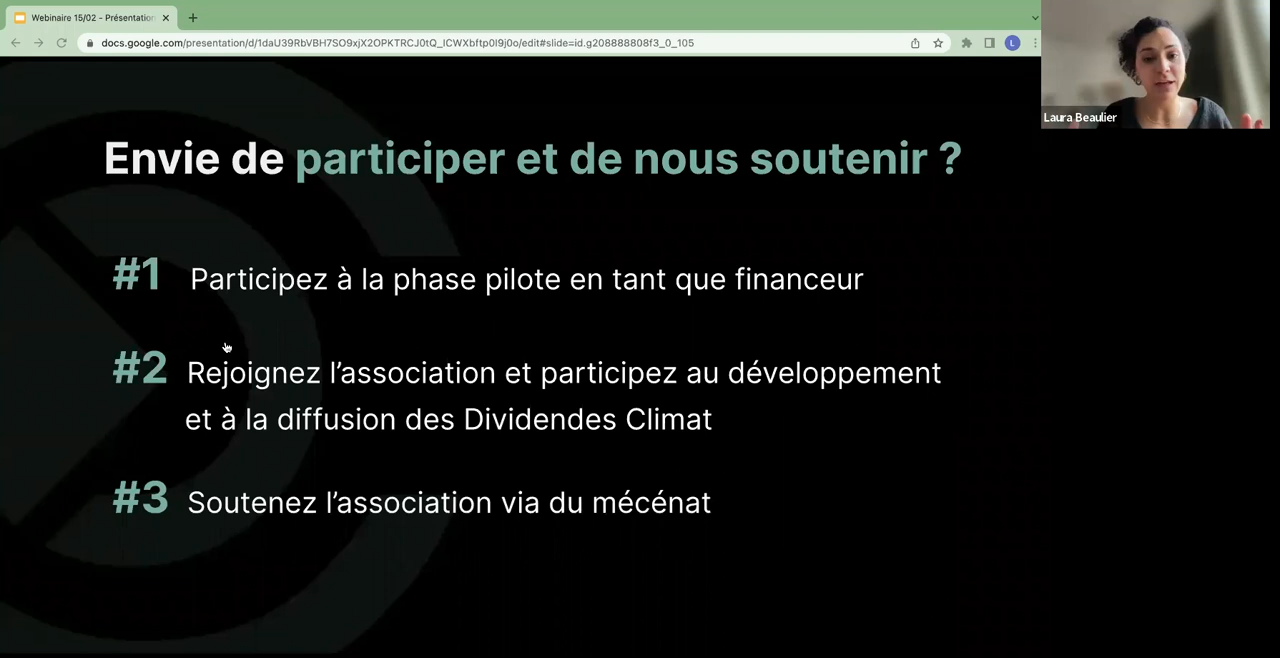 Webinaire 15/02 - Présentation
docs.google.com/presentation/d/1daU39RbVBH7SO9xjX2OPKTRCJ0tQ_ICWXbftp0I9j0o/edit#slide=id.g208888808f3_0_105
L
Laura Beaulier
Envie de participer et de nous soutenir ?
#1 Participez à la phase pilote en tant que financeur
#2 Rejoignez l’association et participez au développement
et à la diffusion des Dividendes Climat
#3 Soutenez l’association via du mécénat